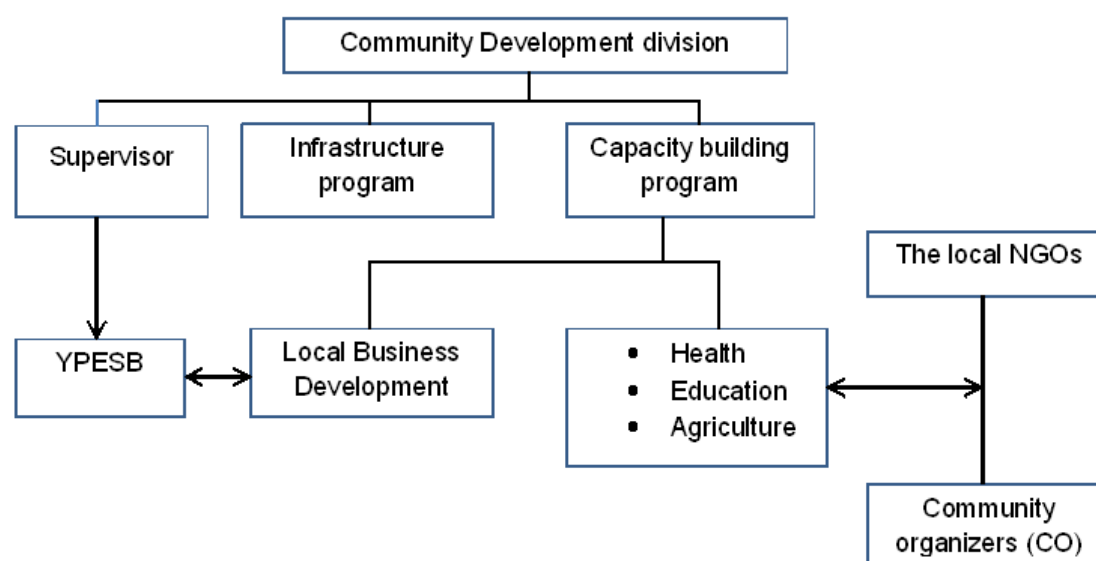 Community Development division
Supervisor
Infrastructure
program
Capacity building
program
The local NGOs
YPESB
Local Business
Development
• Health
• Education
• Agriculture
Community
organizers (CO)